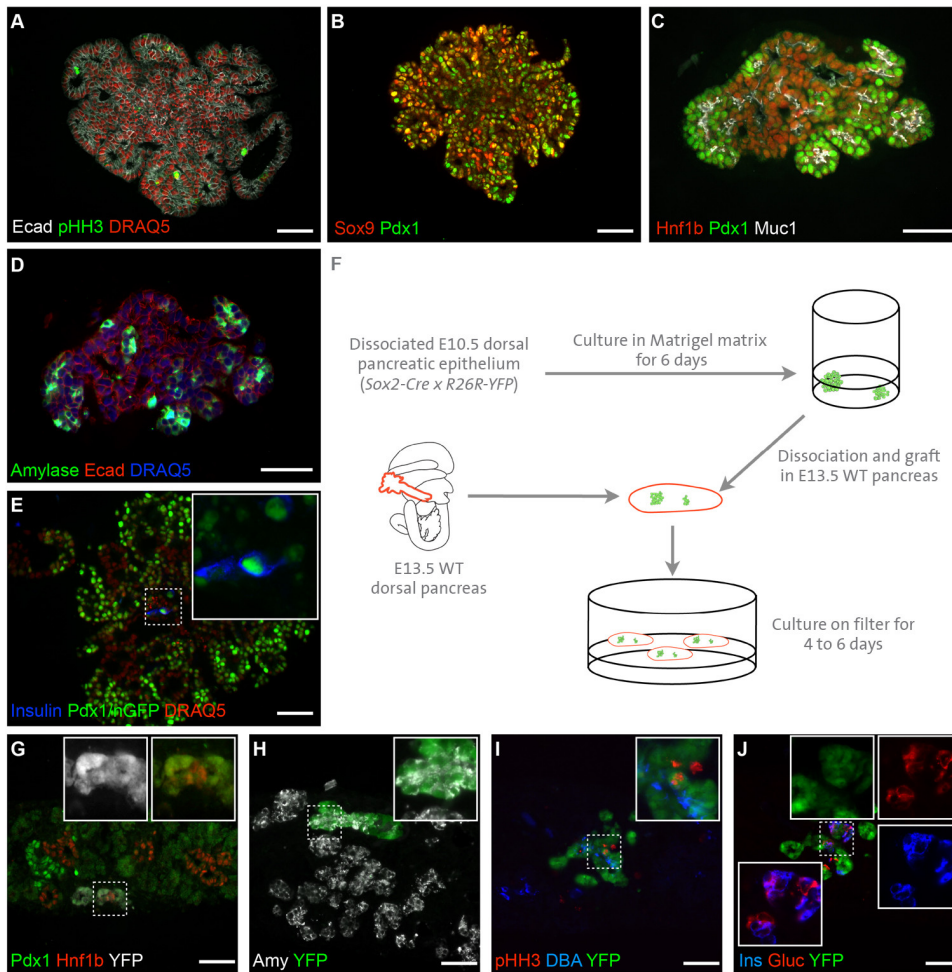 A
Ecad pHH3 DRAQ5
B
Sox9 Pdx1
C
Hnf1b Pdx1 Muc1
D
Amylase Ecad DRAQ5
E
Insulin Pdx1/nGFP DRAQ5
F
Dissociated E10.5 dorsal
pancreatic epithelium
(Sox2-Cre x R26R-YFP)
Culture in Matrigel matrix
for 6 days
Dissociation and graft
in E13.5 WT pancreas
E13.5 WT
dorsal pancreas
Culture on filter for
4 to 6 days
G
Pdx1 Hnf1b YFP
H
Amy YFP
I
pHH3 DBA YFP
J
Ins Gluc YFP